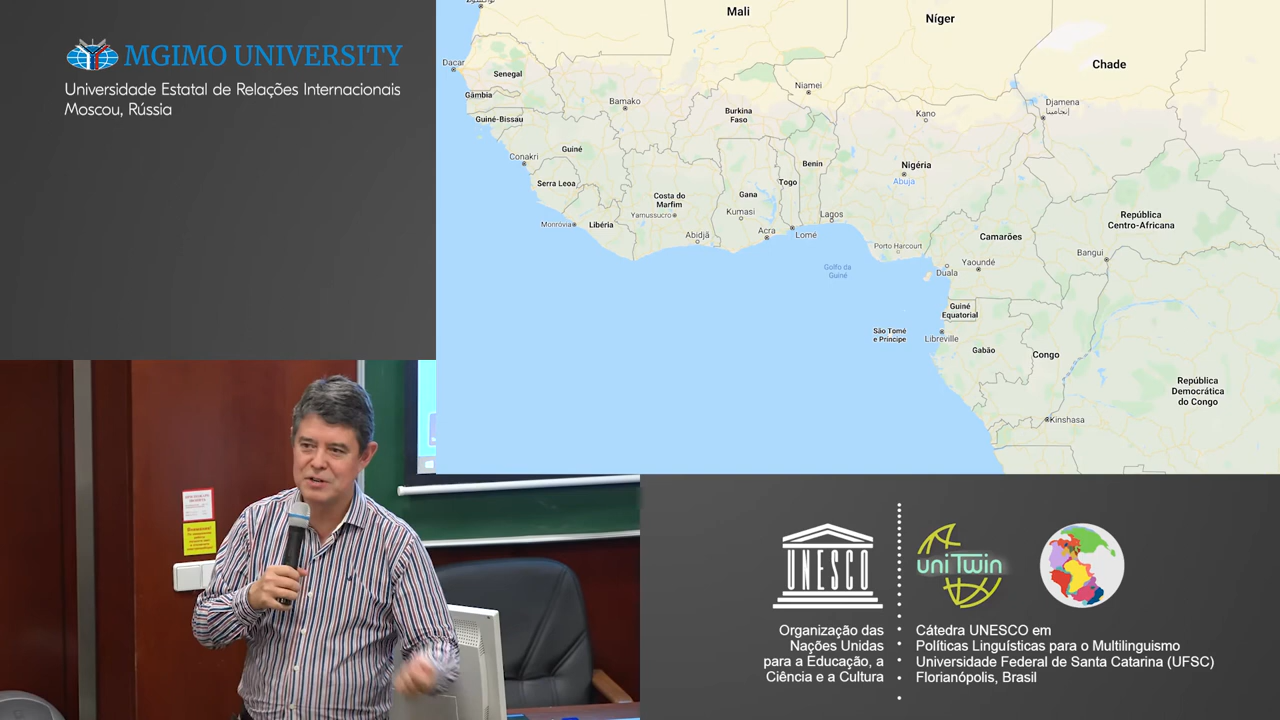 MGIMO UNIVERSITY
Universidade Estatal de Relações Internacionais
Moscou, Rússia
Mali
Níger
Chade
Dacar
Senegal
Gâmbia
Guiné-Bissau
Bamako
Niamei
Burkina
Faso
Kano
Djamena
إنجامينا
Guiné
Conakri
Serra Leoa
Benin
Nigéria
Abuja
Togo
Costa do
Marfim
Gana
Yamussucro
Kumasi
Lagos
Monróvia
Libéria
Abidjã
Acra
Lomé
República
Centro-Africana
Camarões
Porto Harcourt
Bangui
Yaoundé
Duala
Golfo da
Guiné
Guiné
Equatorial
São Tomé
e Príncipe
Libreville
Gabão
Congo
República
Democrática
do Congo
Kinshasa
UNESCO
Organização das
Nações Unidas
para a Educação, a
Ciência e a Cultura
uniTwin
Cátedra UNESCO em
Políticas Linguísticas para o Multilinguismo
Universidade Federal de Santa Catarina (UFSC)
Florianópolis, Brasil